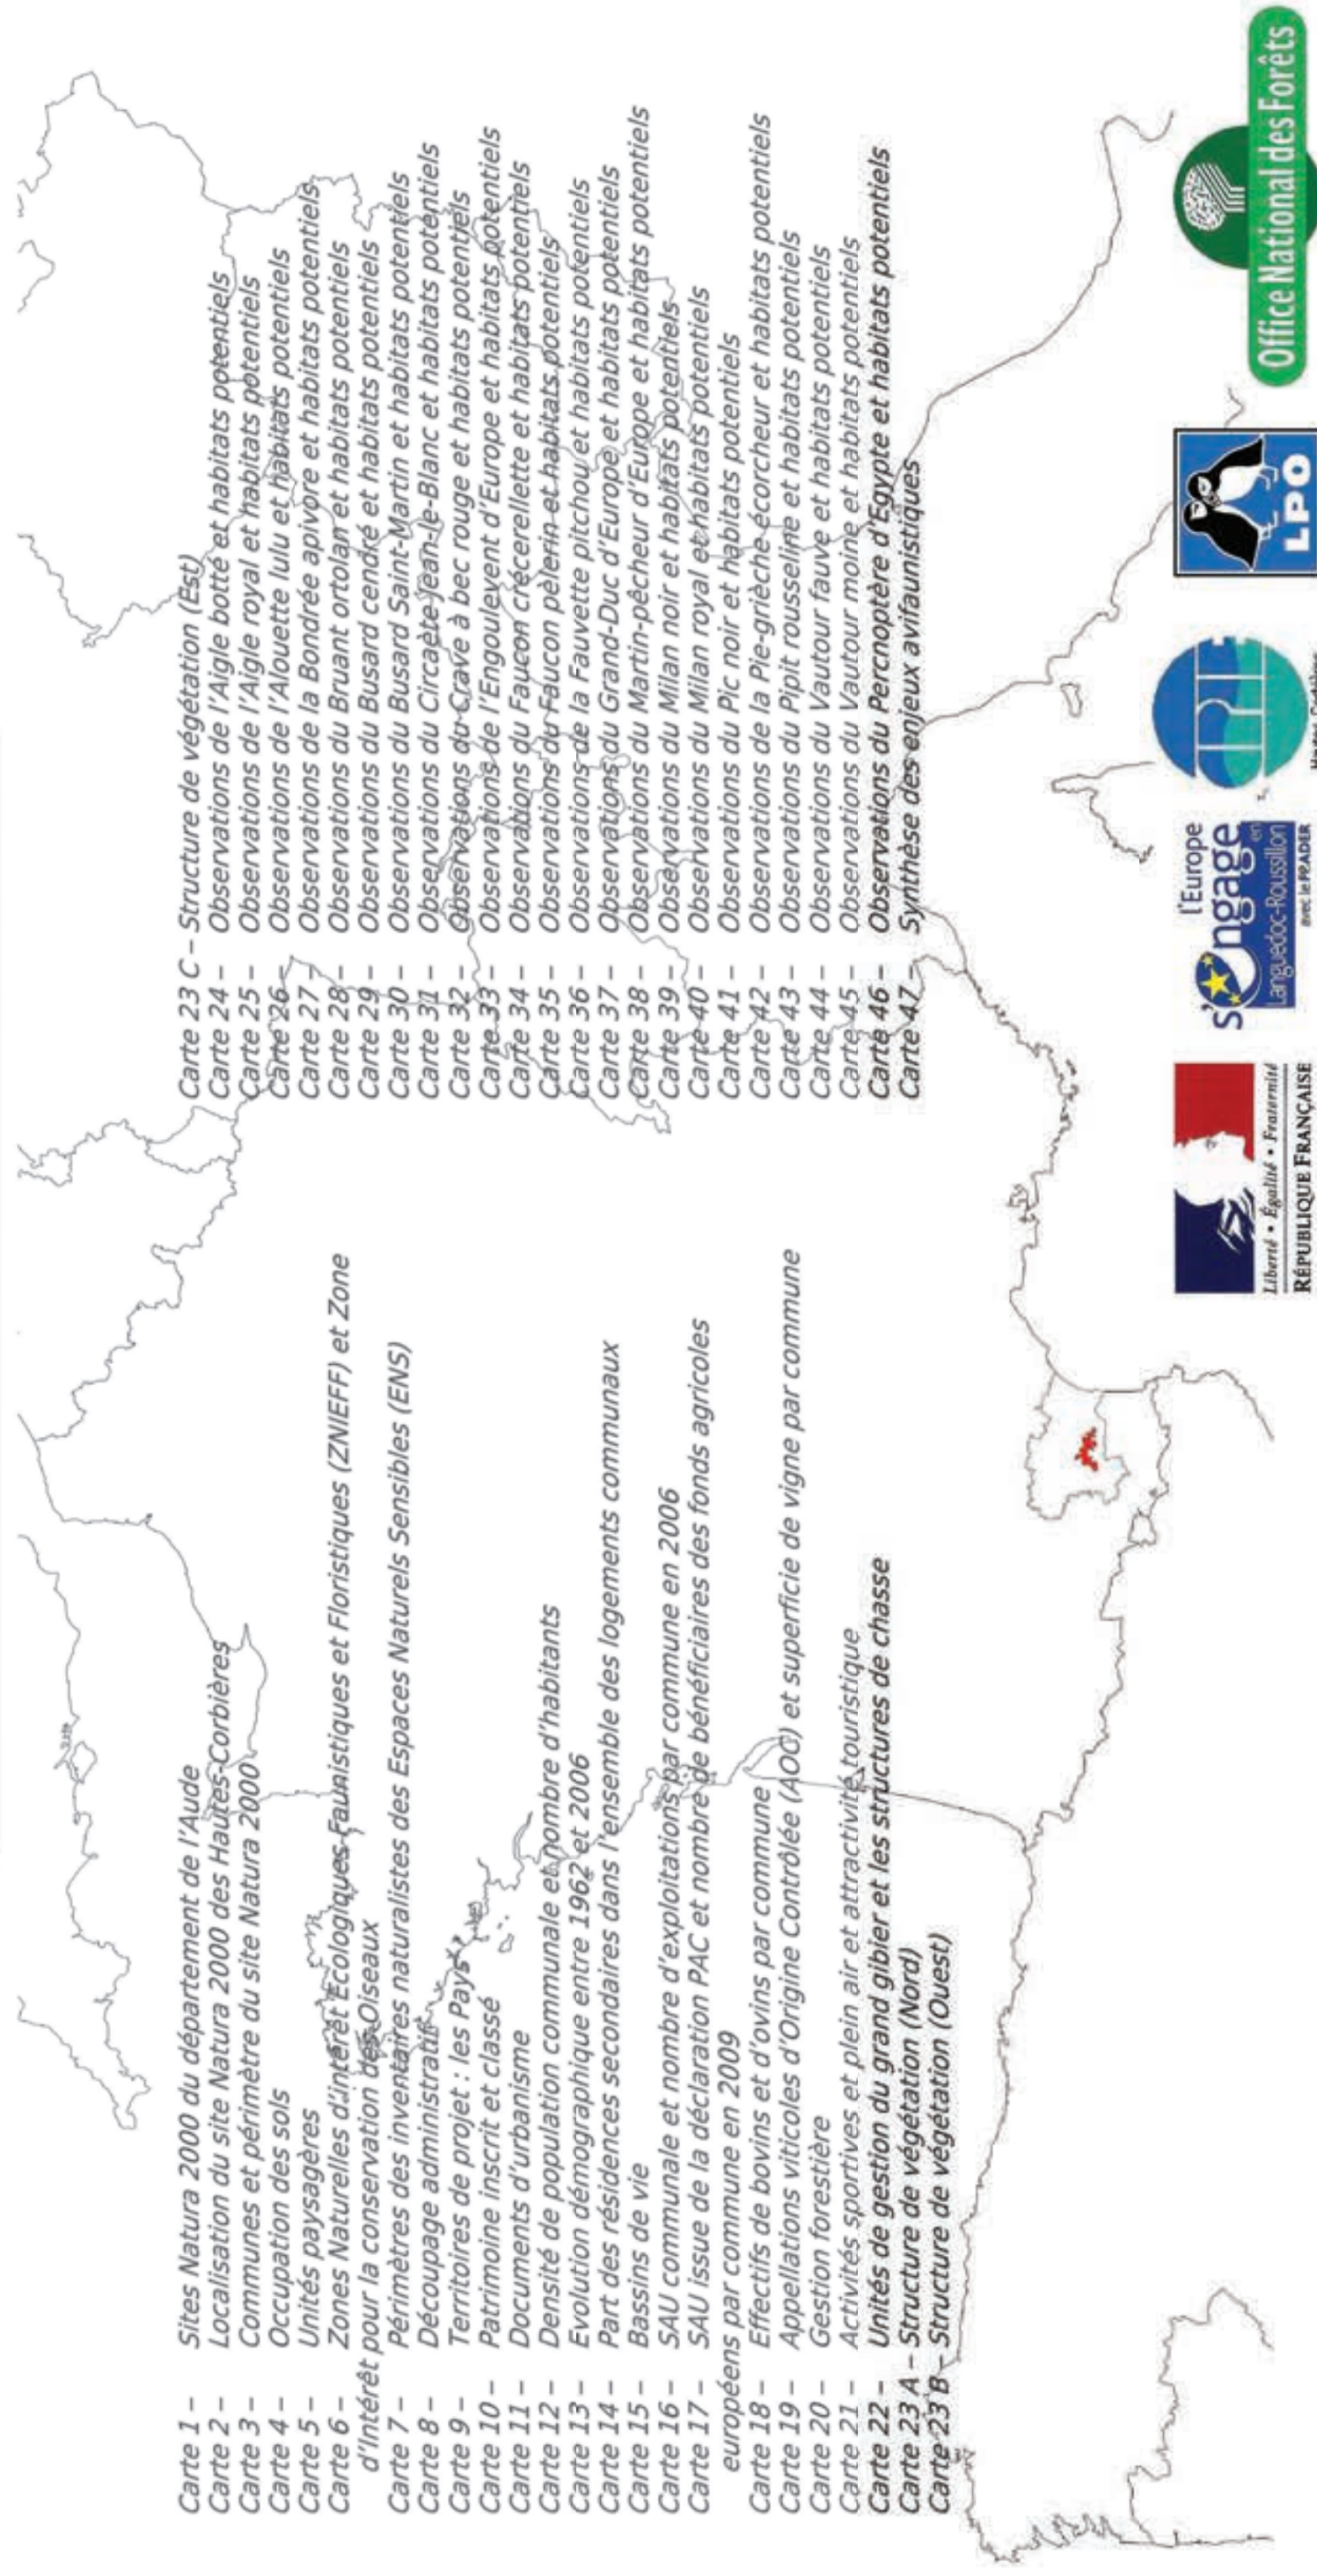 Carte 1 – Sites Natura 2000 du département de l'Aude
Carte 2 – Localisation du site Natura 2000 des Hautes-Corbières
Carte 3 – Communes et périmètre du site Natura 2000
Carte 4 – Occupation des sols
Carte 5 – Unités paysagères
Carte 6 – Zones Naturelles d'intérêt Ecologiques Faunistiques et Floristiques (ZNIEFF) et Zone
d'Intérêt pour la conservation des Oiseaux
Carte 7 – Périmètres des inventaires naturalistes des Espaces Naturels Sensibles (ENS)
Carte 8 – Découpage administratif
Carte 9 – Territoires de projet : les Pays
Carte 10 – Patrimoine inscrit et classé
Carte 11 – Documents d'urbanisme
Carte 12 – Densité de population communale et nombre d'habitants
Carte 13 – Evolution démographique entre 1962 et 2006
Carte 14 – Part des résidences secondaires dans l'ensemble des logements communaux
Carte 15 – Bassins de vie
Carte 16 – SAU communale et nombre d'exploitations par commune en 2006
Carte 17 – SAU issue de la déclaration PAC et nombre de bénéficiaires des fonds agricoles
européens par commune en 2009
Carte 18 – Effectifs de bovins et d'ovins par commune
Carte 19 – Appellations viticoles d'Origine Contrôlée (AOC) et superficie de vigne par commune
Carte 20 – Gestion forestière
Carte 21 – Activités sportives et plein air et attractivité touristique
Carte 22 – Unités de gestion du grand gibier et les structures de chasse
Carte 23 A – Structure de végétation (Nord)
Carte 23 B – Structure de végétation (Ouest)
Carte 23 C – Structure de végétation (Est)
Carte 24 – Observations de l'Aigle botté et habitats potentiels
Carte 25 – Observations de l'Aigle royal et habitats potentiels
Carte 26 – Observations de l'Alouette lulu et habitats potentiels
Carte 27 – Observations de la Bondrée apivore et habitats potentiels
Carte 28 – Observations du Bruant ortolan et habitats potentiels
Carte 29 – Observations du Busard cendré et habitats potentiels
Carte 30 – Observations du Busard Saint-Martin et habitats potentiels
Carte 31 – Observations du Circaète-Jean-le-Blanc et habitats potentiels
Carte 32 – Observations du Crave à bec rouge et habitats potentiels
Carte 33 – Observations de l'Engoulevent d'Europe et habitats potentiels
Carte 34 – Observations du Faucon crécerellette et habitats potentiels
Carte 35 – Observations du Faucon pèlerin et habitats potentiels
Carte 36 – Observations de la Fauvette pitchou et habitats potentiels
Carte 37 – Observations du Grand-Duc d'Europe et habitats potentiels
Carte 38 – Observations du Martin-pêcheur d'Europe et habitats potentiels
Carte 39 – Observations du Milan noir et habitats potentiels
Carte 40 – Observations du Milan royal et habitats potentiels
Carte 41 – Observations du Pic noir et habitats potentiels
Carte 42 – Observations de la Pie-grièche écorcheur et habitats potentiels
Carte 43 – Observations du Pipit rousseline et habitats potentiels
Carte 44 – Observations du Vautour fauve et habitats potentiels
Carte 45 – Observations du Vautour moine et habitats potentiels
Carte 46 – Observations du Percnoptère d'Egypte et habitats potentiels
Carte 47 – Synthèse des enjeux avifaunistiques
Liberté • Égalité • Fraternité
RÉPUBLIQUE FRANÇAISE
l'Europe
s'engage
en
Languedoc-Roussillon
avec le FEADER
Hautes Corbières
LPO
Office National des Forêts